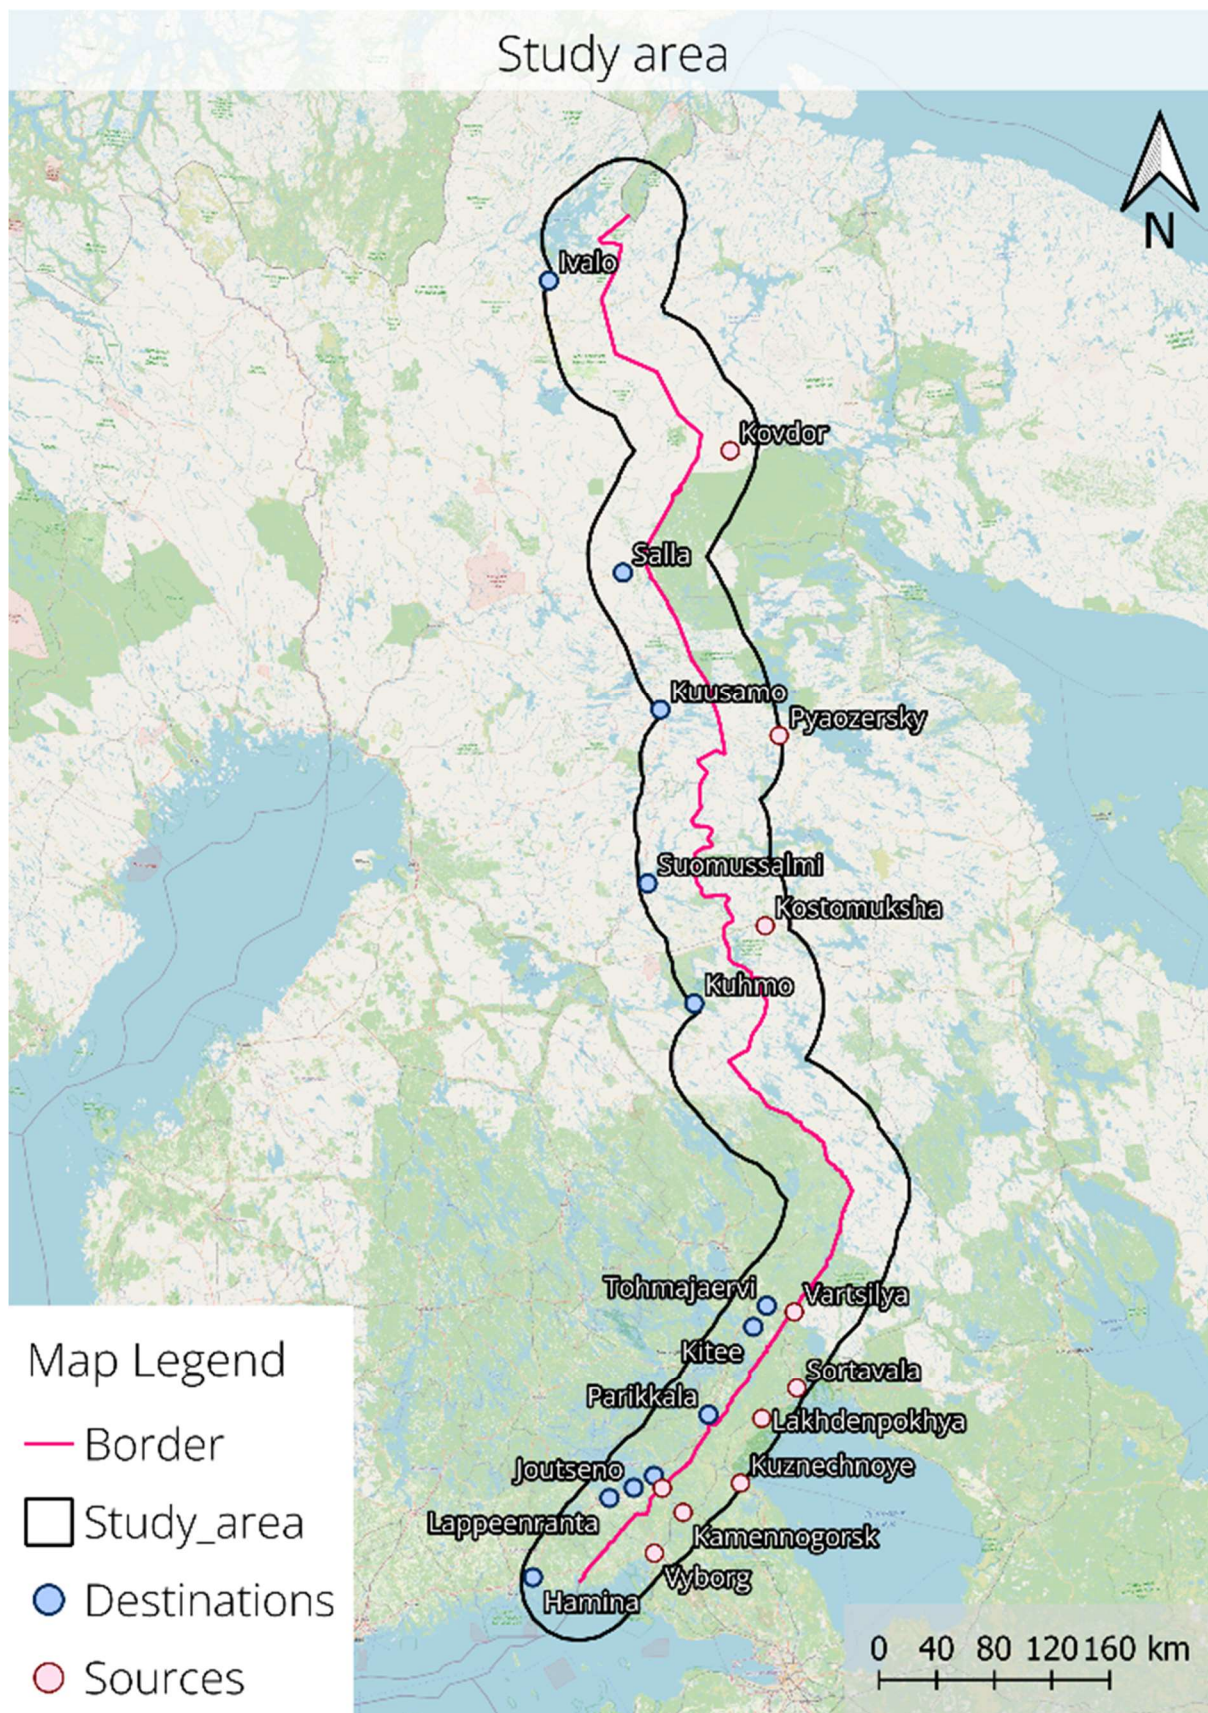 Study area
N
Ivalo
Kovdor
Salla
Kuusamo
Pyaozersky
Suomussalmi
Kostomuksha
Kuhmo
Tohmajaervi
Vartsilya
Kitee
Sortavala
Parikkala
Lakhdenpokhya
Joutseno
Kuznechnoye
Lappeenranta
Kamennogorsk
Vyborg
Hamina
Map Legend
Border
Study_area
Destinations
Sources
0 40 80 120 160 km